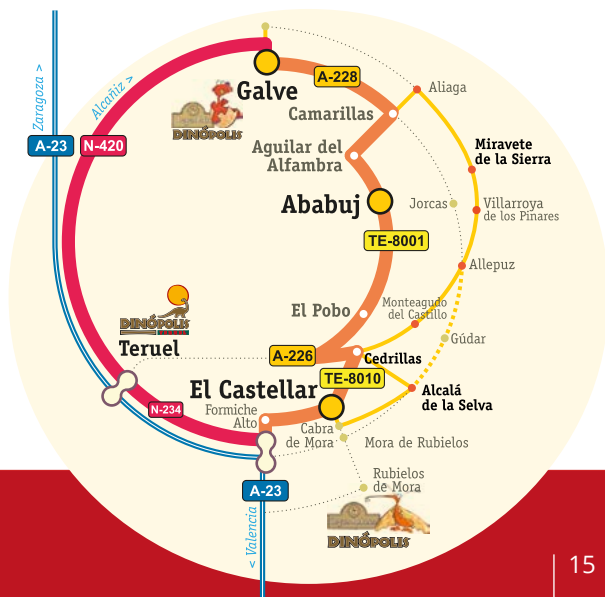 Zaragoza >
Alcañiz >
A-23
N-420
Galve
A-228
DINÓPOLIS
Camarillas
Aliaga
Aguilar del
Alfambra
Miravete
de la Sierra
Ababuj
Jorcas
Villarroya
de los Pinares
TE-8001
Allepuz
El Pobo
Monteagudo
del Castillo
DINÓPOLIS
Teruel
Gúdar
A-226
Cedrillas
TE-8010
El Castellar
Alcalá
de la Selva
N-234
Formiche
Alto
Cabra
de Mora
Mora de Rubielos
Rubielos
de Mora
A-23
< Valencia
DINÓPOLIS
15